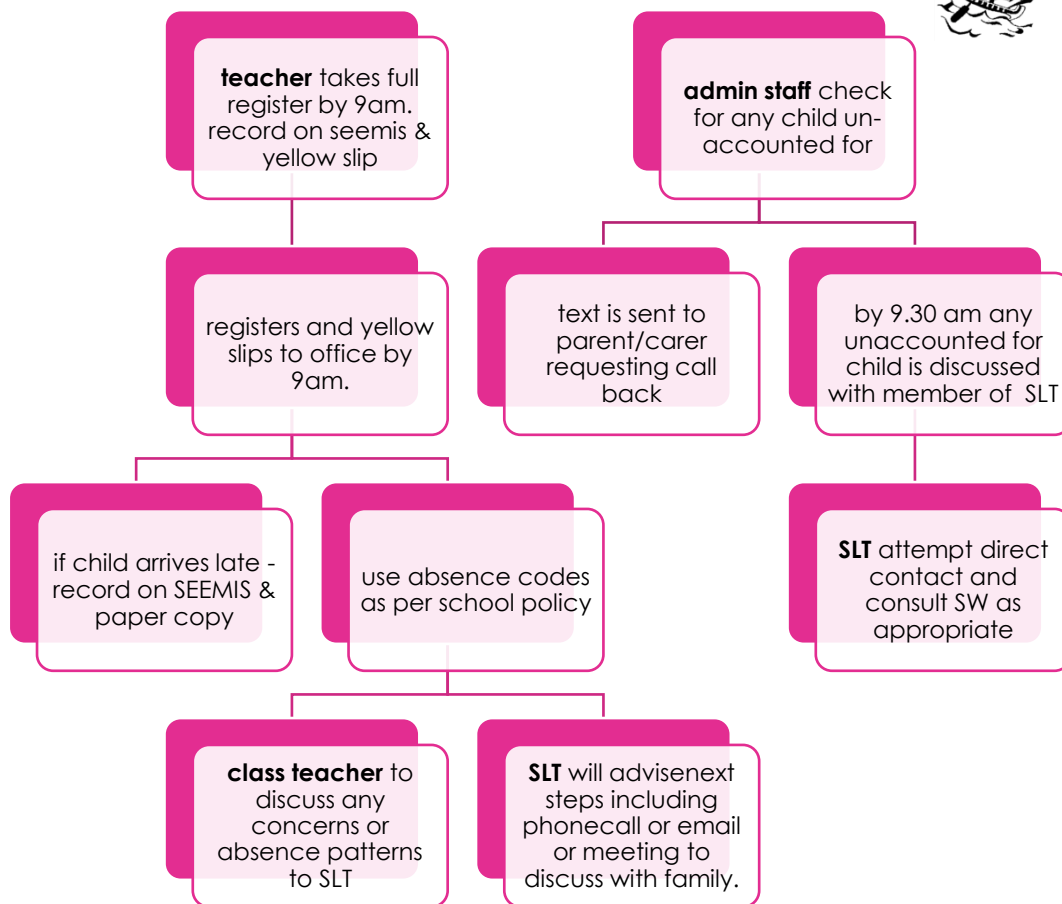 teacher takes full
register by 9am.
record on seemis &
yellow slip
registers and yellow
slips to office by
9am.
if child arrives late -
record on SEEMIS &
paper copy
use absence codes
as per school policy
class teacher to
discuss any
concerns or
absence patterns
to SLT
SLT will advisenext
steps including
phonecall or email
or meeting to
discuss with family.
admin staff check
for any child un-
accounted for
text is sent to
parent/carer
requesting call
back
by 9.30 am any
unaccounted for
child is discussed
with member of  SLT
SLT attempt direct
contact and
consult SW as
appropriate